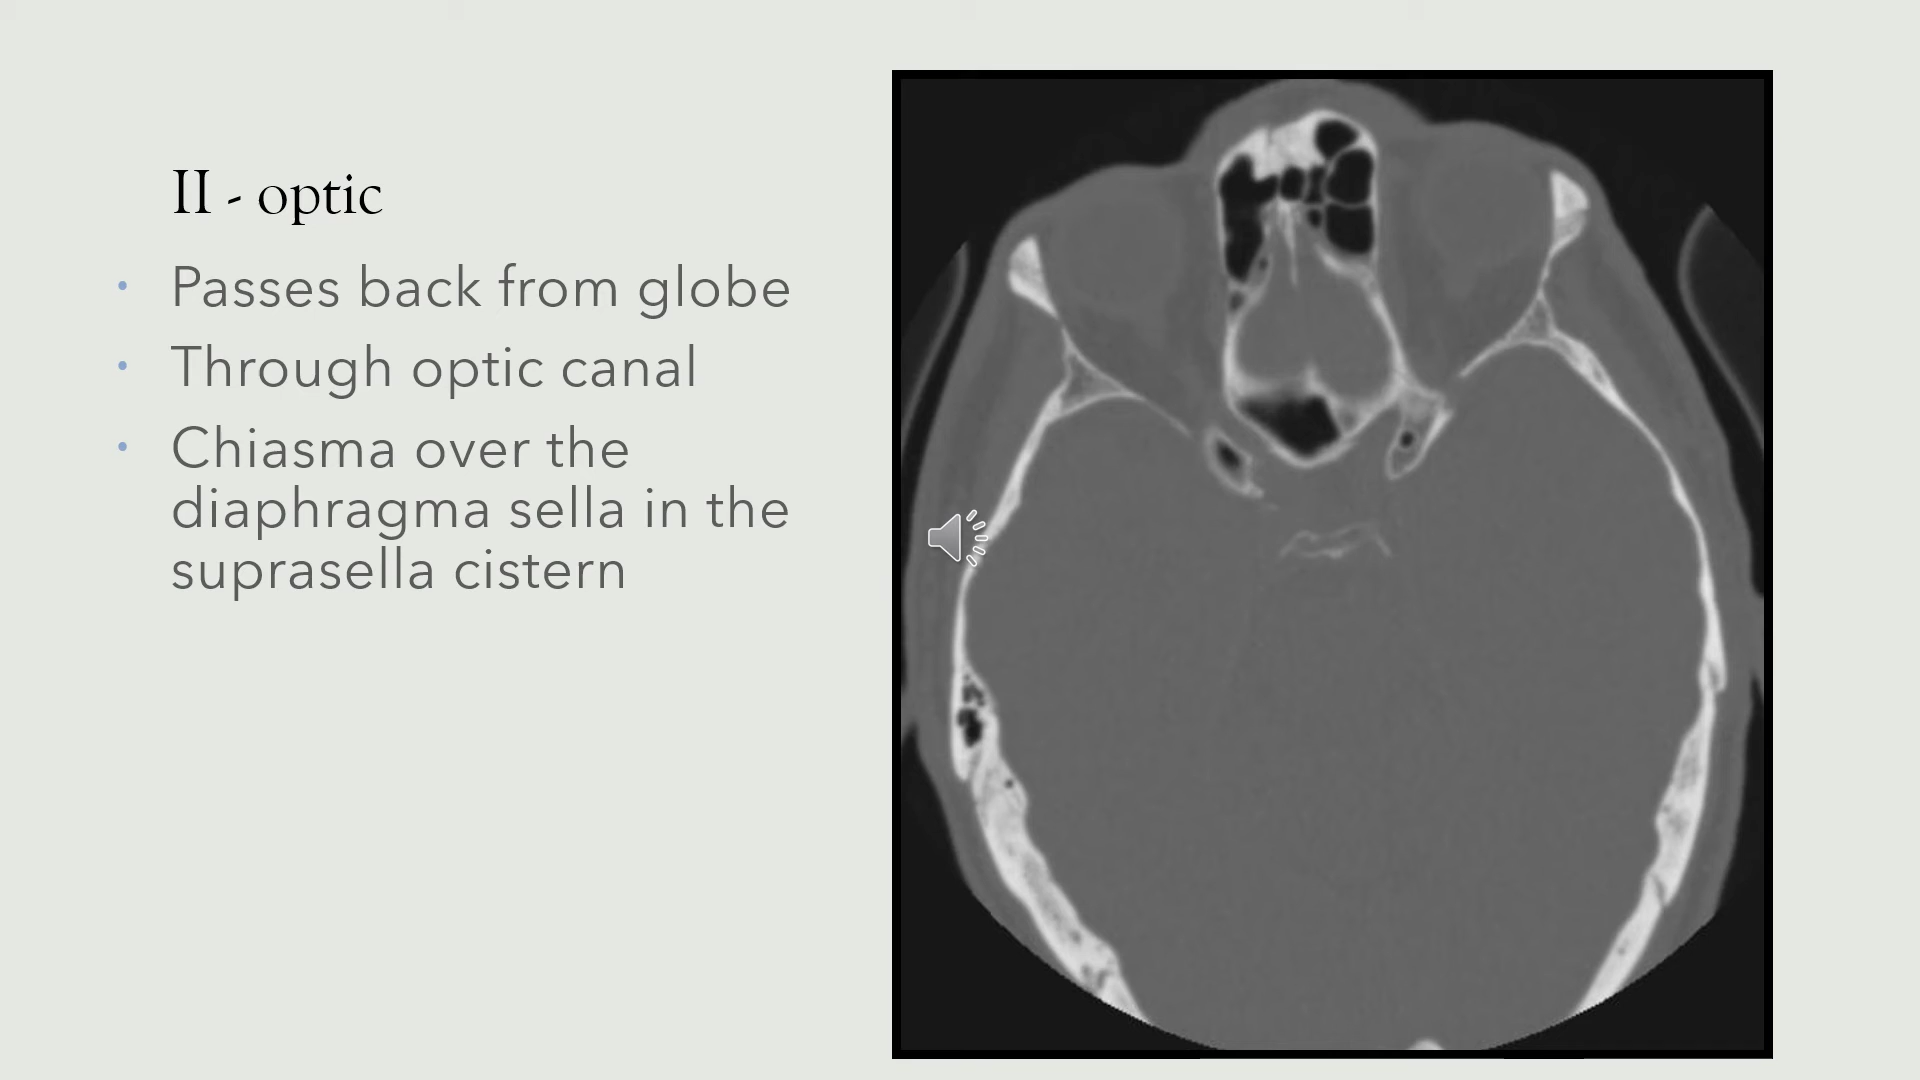 II - optic
• Passes back from globe
• Through optic canal
• Chiasma over the
diaphragma sella in the
suprasella cistern